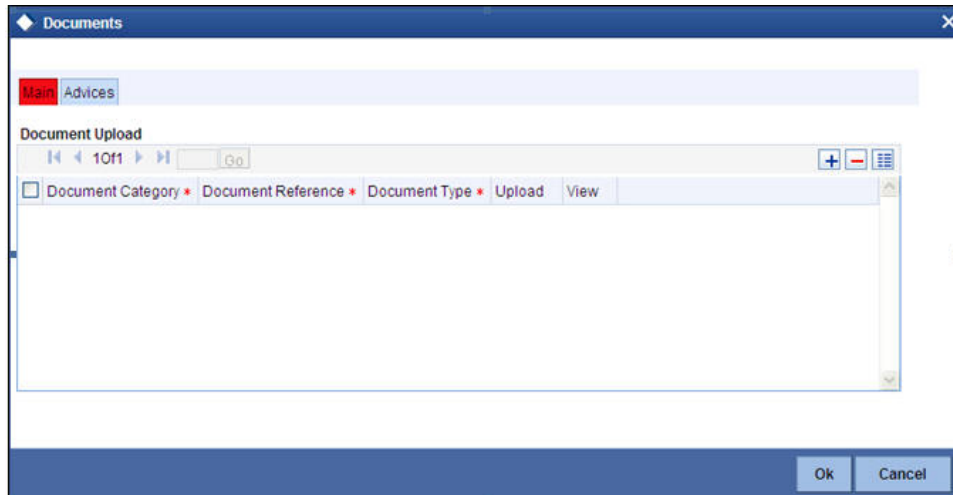 Documents
Main Advices
Document Upload
1Of1 Go
Document Category * Document Reference * Document Type * Upload View
Ok Cancel